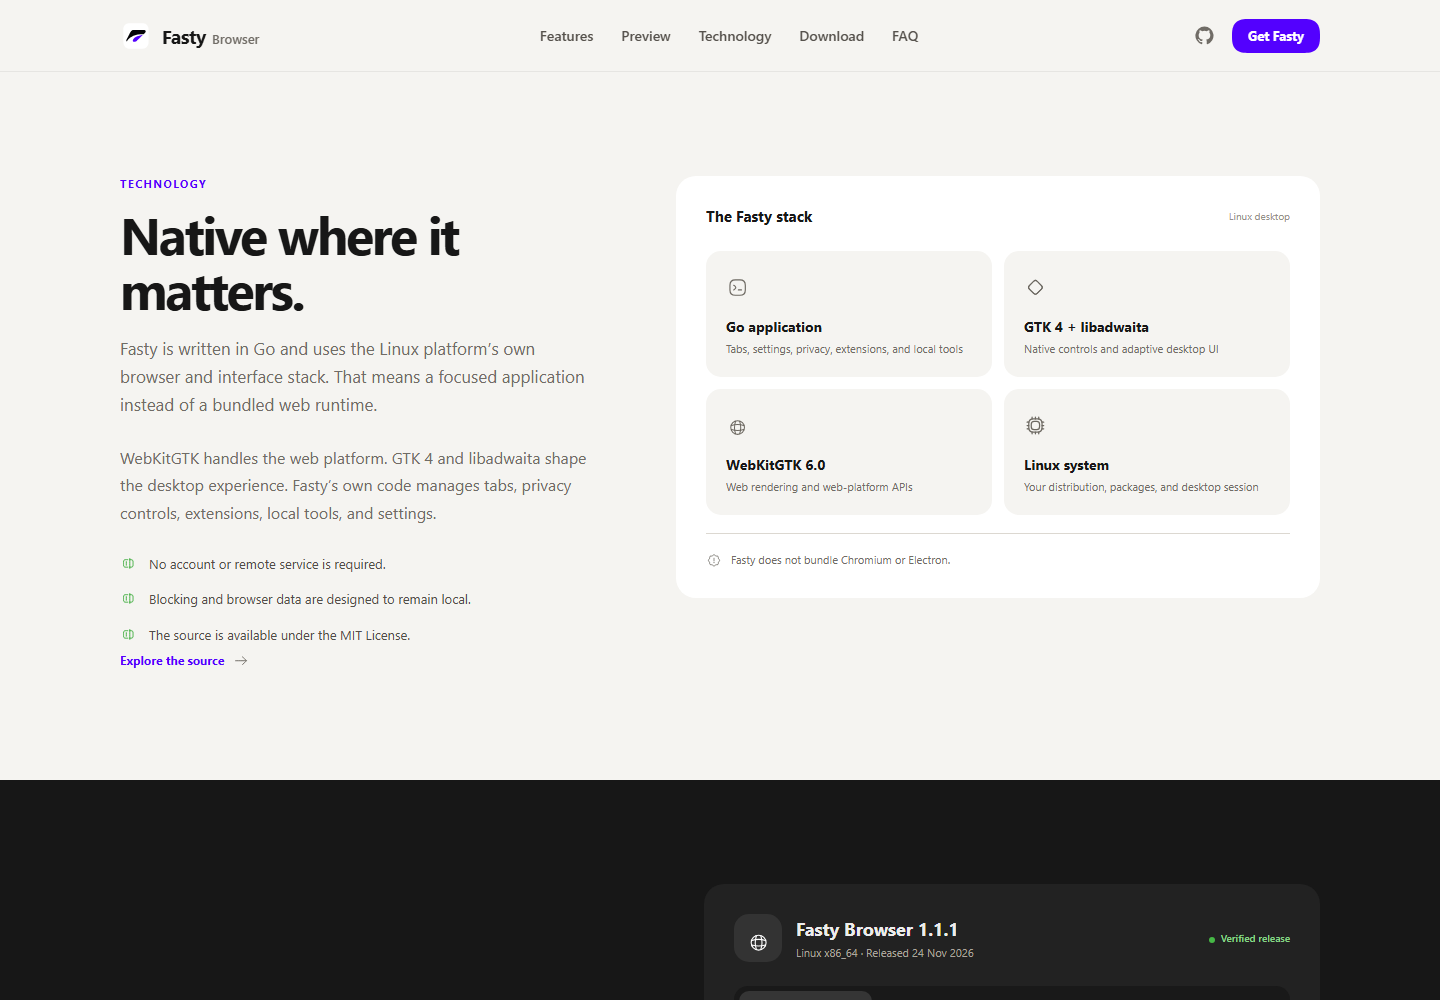 Fasty Browser
Features
Preview
Technology
Download
FAQ
Get Fasty
TECHNOLOGY
Native where it
matters.
Fasty is written in Go and uses the Linux platform’s own
browser and interface stack. That means a focused application
instead of a bundled web runtime.
WebKitGTK handles the web platform. GTK 4 and libadwaita shape
the desktop experience. Fasty’s own code manages tabs, privacy
controls, extensions, local tools, and settings.
No account or remote service is required.
Blocking and browser data are designed to remain local.
The source is available under the MIT License.
Explore the source
The Fasty stack
Linux desktop
Go application
Tabs, settings, privacy, extensions, and local tools
GTK 4 + libadwaita
Native controls and adaptive desktop UI
WebKitGTK 6.0
Web rendering and web-platform APIs
Linux system
Your distribution, packages, and desktop session
Fasty does not bundle Chromium or Electron.
Fasty Browser 1.1.1
Linux x86_64 · Released 24 Nov 2026
Verified release